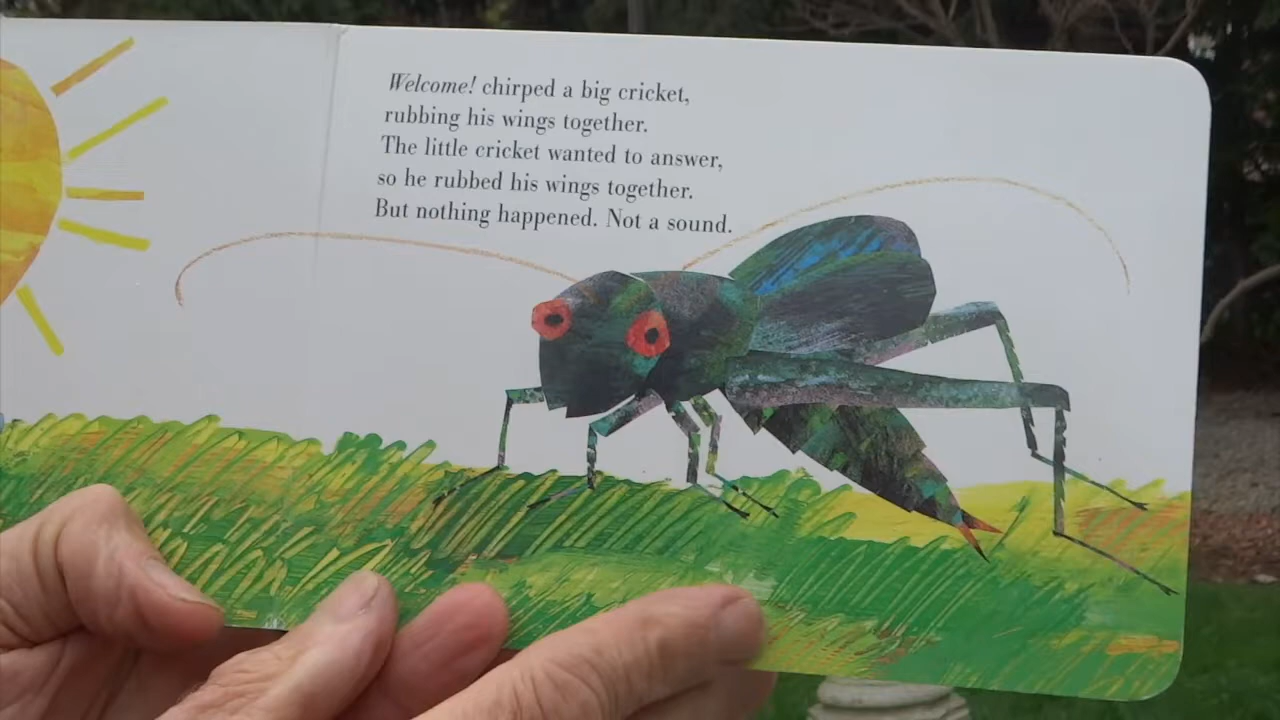 Welcome! chirped a big cricket,
rubbing his wings together.
The little cricket wanted to answer,
so he rubbed his wings together.
But nothing happened. Not a sound.